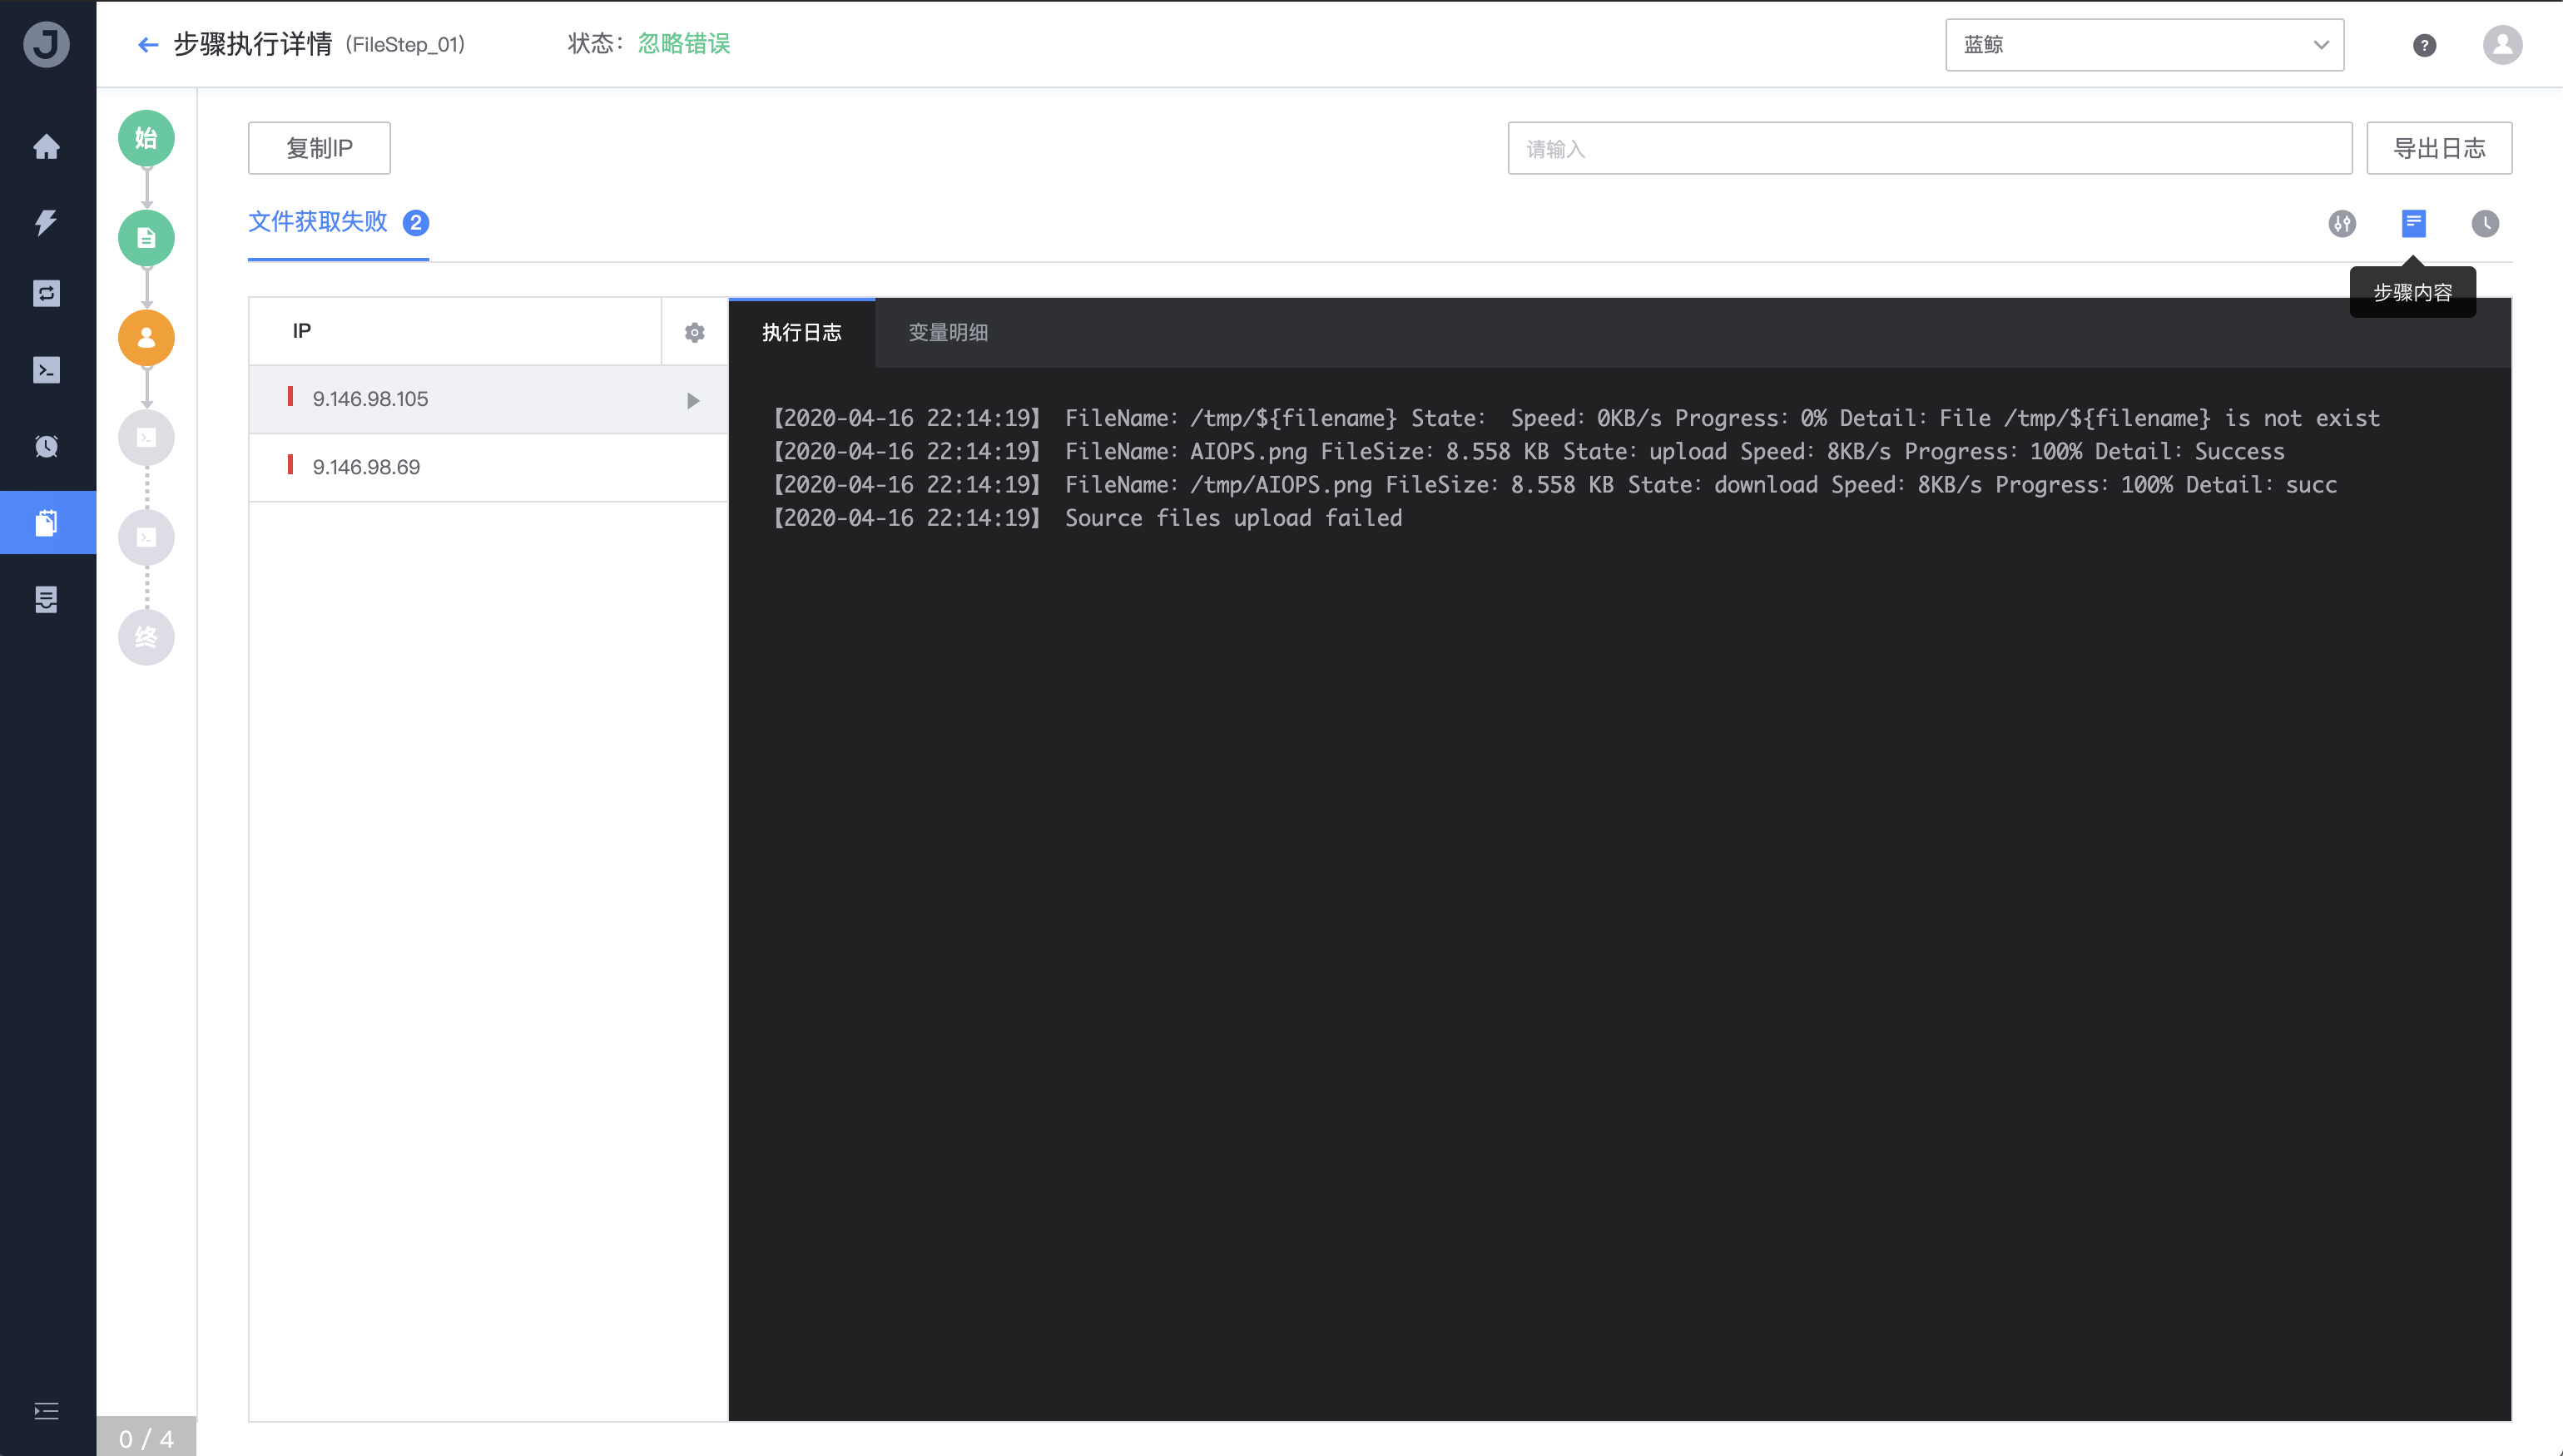 J
步骤执行详情 (FileStep_01)
状态： 忽略错误
蓝鲸
?
始
复制IP
请输入
导出日志
文件获取失败 2
步骤内容
IP
执行日志
变量明细
9.146.98.105
9.146.98.69
【2020-04-16 22:14:19】 FileName: /tmp/${filename} State:  Speed: 0KB/s Progress: 0% Detail: File /tmp/${filename} is not exist
【2020-04-16 22:14:19】 FileName: AIOPS.png FileSize: 8.558 KB State: upload Speed: 8KB/s Progress: 100% Detail: Success
【2020-04-16 22:14:19】 FileName: /tmp/AIOPS.png FileSize: 8.558 KB State: download Speed: 8KB/s Progress: 100% Detail: succ
【2020-04-16 22:14:19】 Source files upload failed
终
0 / 4